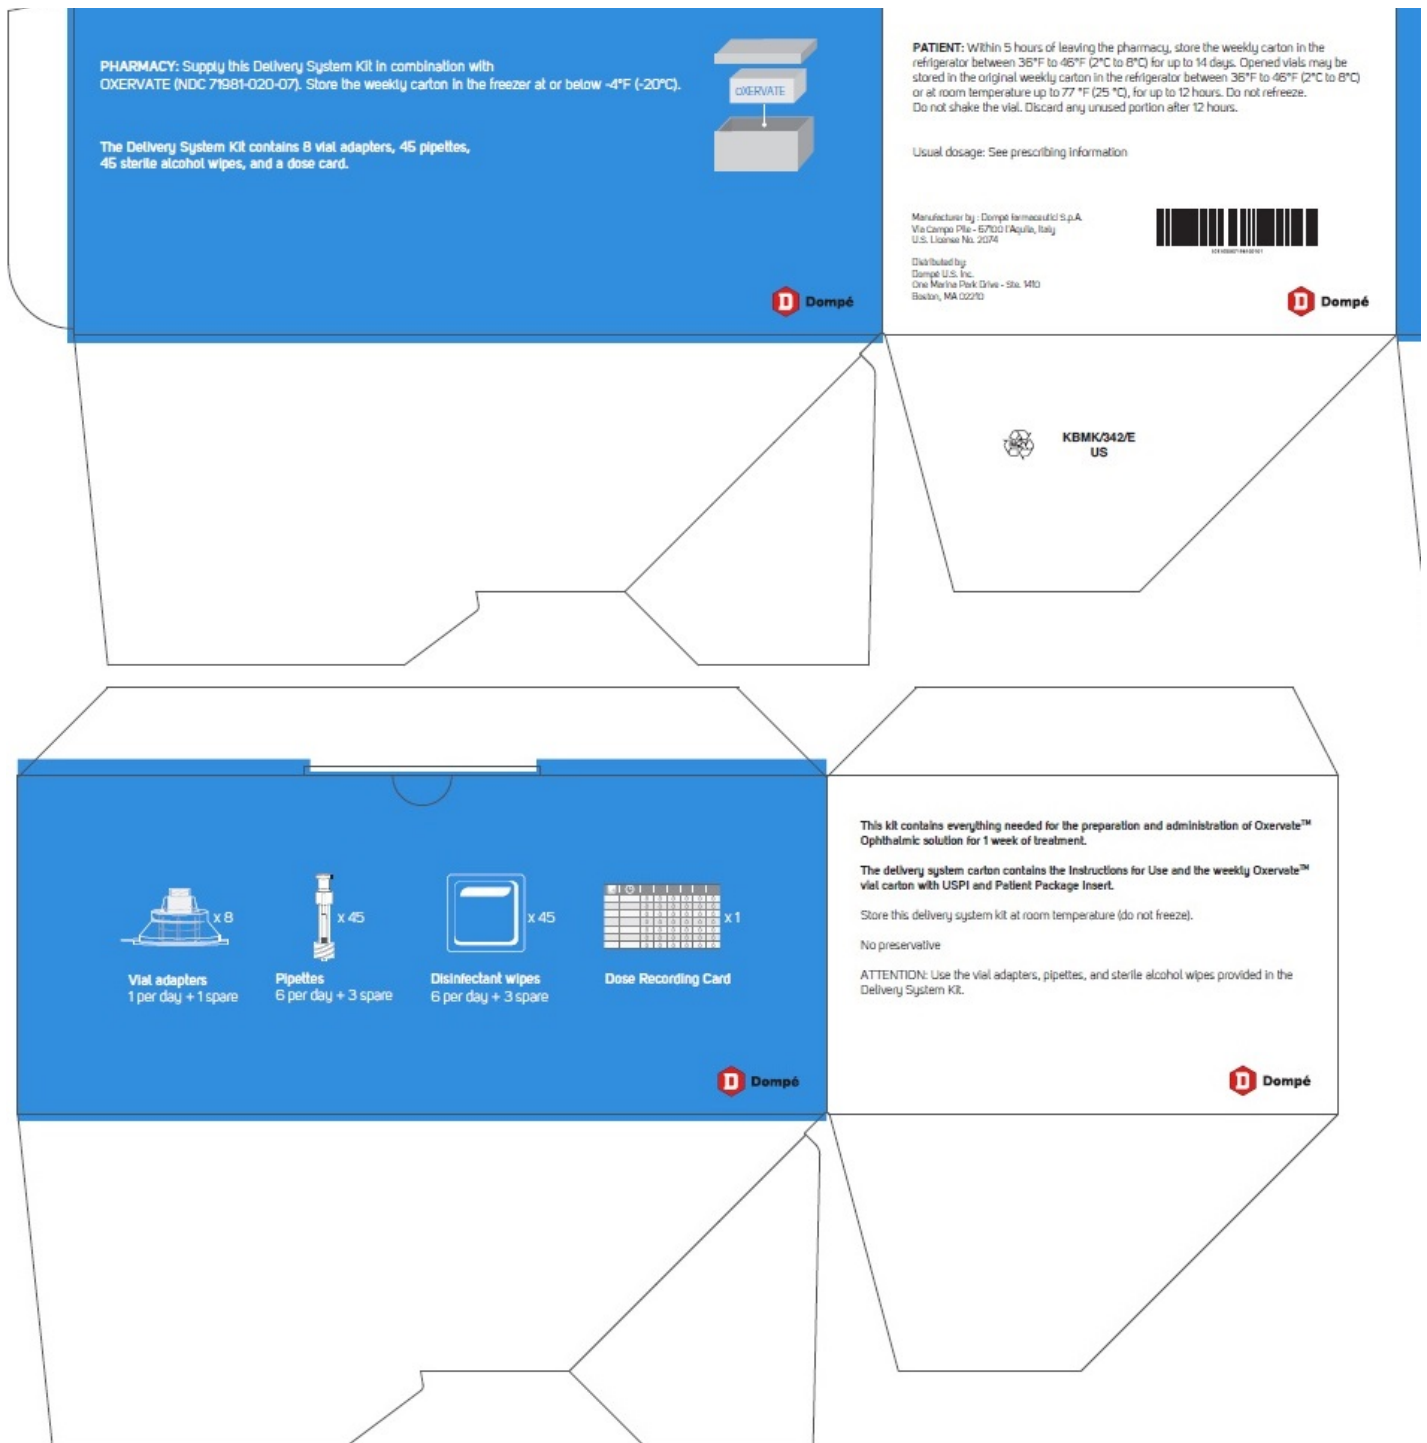 PHARMACY: Supply this Delivery System Kit in combination with
OXERVATE (NDC 71981-020-07). Store the weekly carton in the freezer at or below -4°F (-20°C).
The Delivery System Kit contains 8 vial adapters, 45 pipettes,
45 sterile alcohol wipes, and a dose card.
OXERVATE
Dompé
PATIENT: Within 5 hours of leaving the pharmacy, store the weekly carton in the
refrigerator between 36°F to 46°F (2°C to 8°C) for up to 14 days. Opened vials may be
stored in the original weekly carton in the refrigerator between 36°F to 46°F (2°C to 8°C)
or at room temperature up to 77 °F (25 °C), for up to 12 hours. Do not refreeze.
Do not shake the vial. Discard any unused portion after 12 hours.
Usual dosage: See prescribing information
Manufacturer by : Dompé farmaceutici S.p.A.
Via Campo Pile - 67100 l'Aquila, Italy
U.S. License No. 2074
Distributed by:
Dompé U.S. Inc.
One Marina Park Drive - Ste. 1410
Boston, MA 02210
Dompé
KBMK/342/E
US
x 8
Vial adapters
1 per day + 1 spare
x 45
Pipettes
6 per day + 3 spare
x 45
Disinfectant wipes
6 per day + 3 spare
x 1
Dose Recording Card
Dompé
This kit contains everything needed for the preparation and administration of Oxervate™
Ophthalmic solution for 1 week of treatment.
The delivery system carton contains the Instructions for Use and the weekly Oxervate™
vial carton with USPI and Patient Package Insert.
Store this delivery system kit at room temperature (do not freeze).
No preservative
ATTENTION: Use the vial adapters, pipettes, and sterile alcohol wipes provided in the
Delivery System Kit.
Dompé